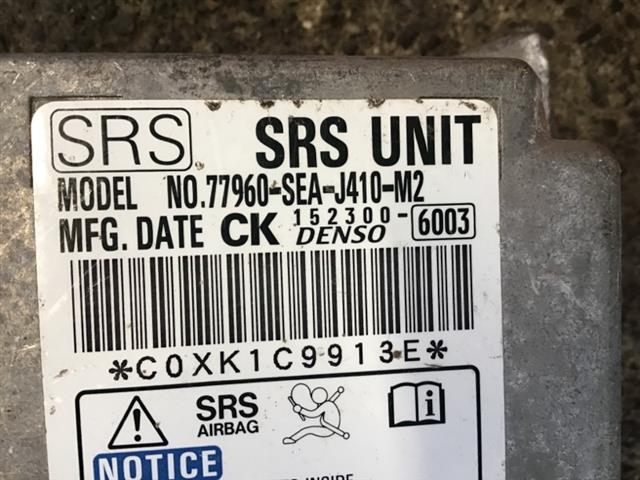 SRS SRS UNIT
MODEL NO.77960-SEA-J410-M2
MFG. DATE CK 152300-6003
DENSO
*C0XK1C9913E*
SRS
AIRBAG
i
NOTICE